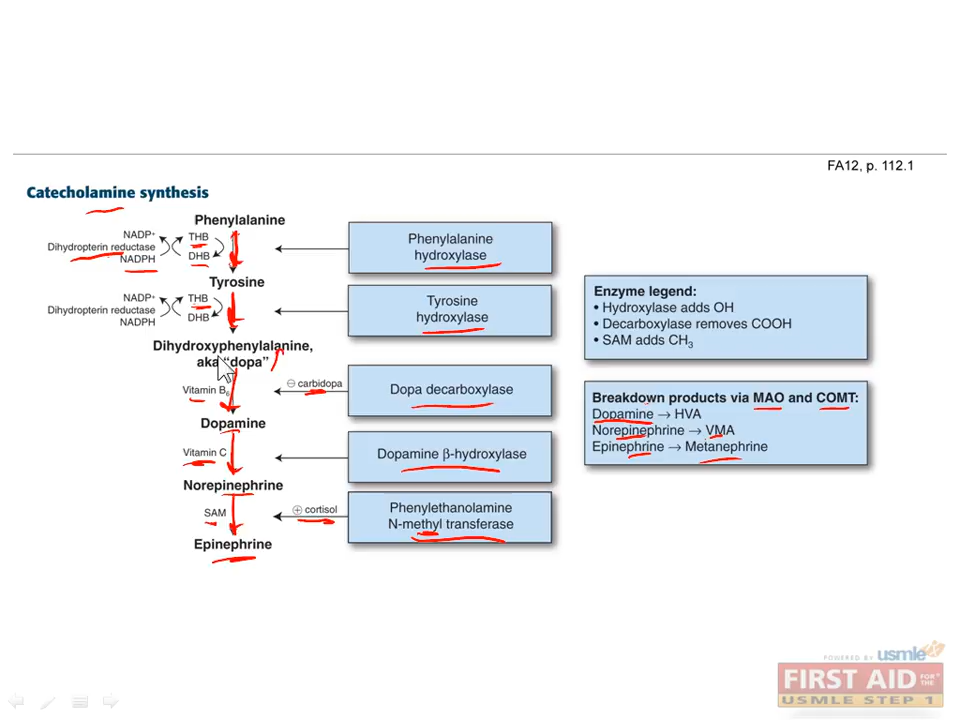 FA12, p. 112.1
Catecholamine synthesis
Phenylalanine
NADP+
Dihydropterin reductase
NADPH
THB
DHB
Phenylalanine
hydroxylase
Tyrosine
NADP+
Dihydropterin reductase
NADPH
THB
DHB
Tyrosine
hydroxylase
Dihydroxyphenylalanine,
aka "dopa"
Vitamin B6
⊖ carbidopa
Dopa decarboxylase
Dopamine
Vitamin C
Dopamine β-hydroxylase
Norepinephrine
SAM
⊕ cortisol
Phenylethanolamine
N-methyl transferase
Epinephrine
Enzyme legend:
• Hydroxylase adds OH
• Decarboxylase removes COOH
• SAM adds CH3
Breakdown products via MAO and COMT:
Dopamine → HVA
Norepinephrine → VMA
Epinephrine → Metanephrine
POWERED BY usmle
FIRST AID FOR THE
USMLE STEP 1